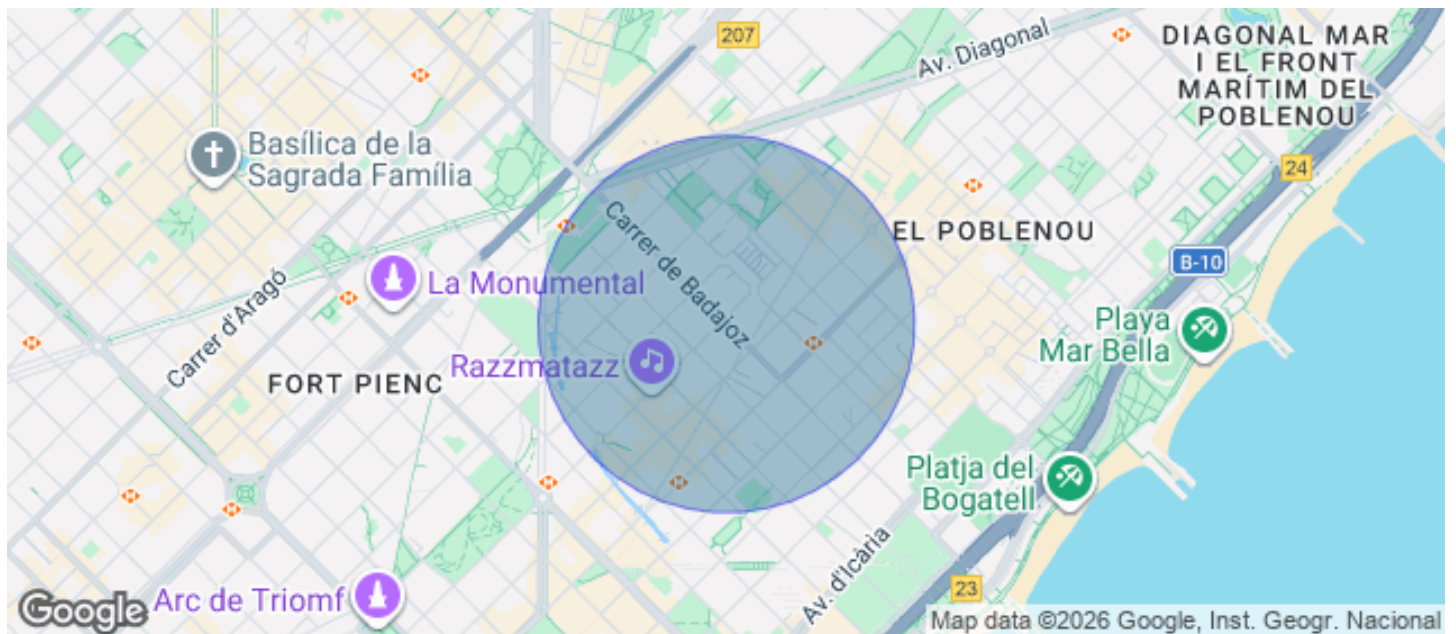 207
Av. Diagonal
DIAGONAL MAR
I EL FRONT
MARÍTIM DEL
POBLENOU
Basílica de la
Sagrada Família
24
Carrer de Badajoz
EL POBLENOU
B-10
La Monumental
Carrer d'Aragó
Playa
Mar Bella
Razzmatazz
FORT PIENC
Platja del
Bogatell
Av. d'Icària
23
Arc de Triomf
Google
Map data ©2026 Google, Inst. Geogr. Nacional